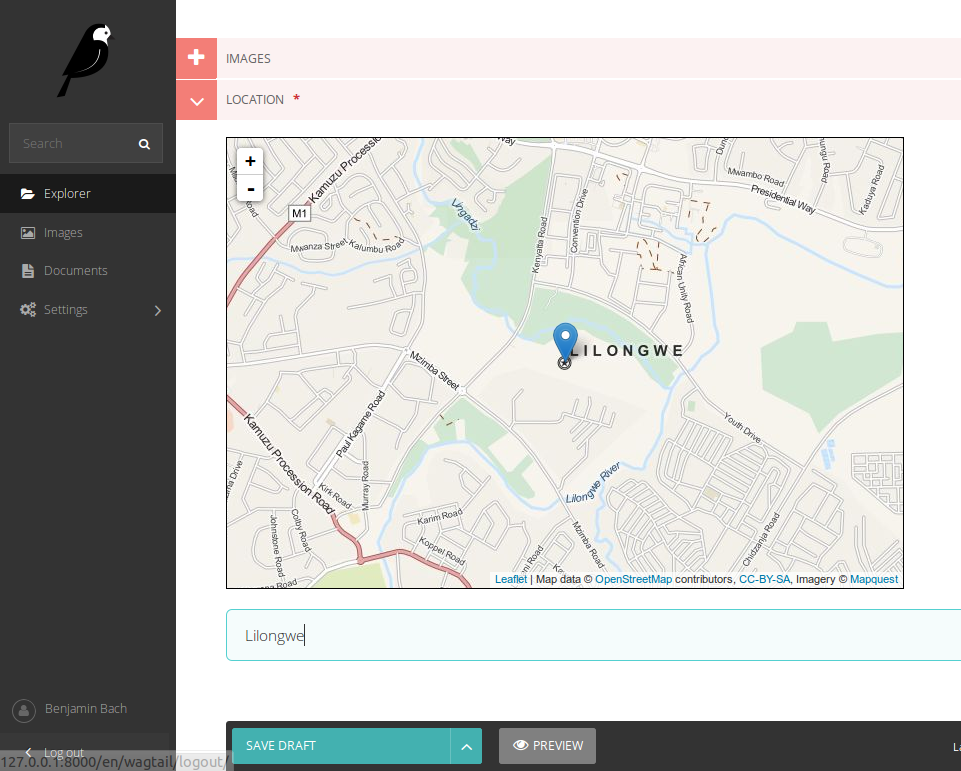 Search
Explorer
Images
Documents
Settings
Benjamin Bach
Log out
127.0.0.1:8000/en/wagtail/logout/
IMAGES
LOCATION *
+
-
Way
Kamuzu Procession
M1
Mwanza Street
Kalumbu Road
Ungadzi
Kenyatta Road
Convention Drive
Mwambo Road
Presidential Way
Kaduya Road
African Unity Road
LILONGWE
Mzimba Street
Paul Kagame Road
Kamuzu Procession Road
Kirk Road
Murray Road
Colby Road
Johnstone Road
Karim Road
Koppel Road
Lilongwe River
Youth Drive
Mzimba Road
Chidzanja Road
Leaflet | Map data © OpenStreetMap contributors, CC-BY-SA, Imagery © Mapquest
Lilongwe
SAVE DRAFT
PREVIEW
La